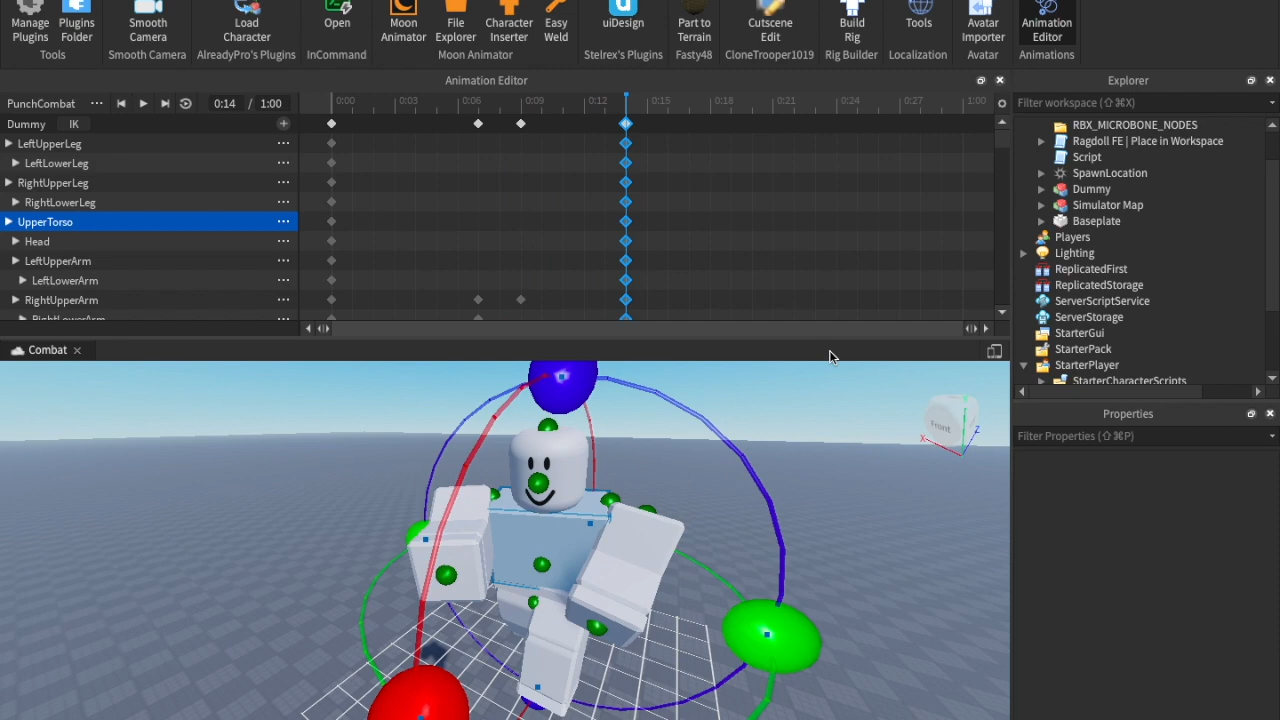 Manage Plugins
Plugins Folder
Tools
Smooth Camera
Smooth Camera
Load Character
AlreadyPro's Plugins
Open
InCommand
Moon Animator
File Explorer
Character Inserter
Easy Weld
Moon Animator
uiDesign
Stelrex's Plugins
Part to Terrain
Fasty48
Cutscene Edit
CloneTrooper1019
Build Rig
Rig Builder
Tools
Localization
Avatar Importer
Avatar
Animation Editor
Animations
Animation Editor
PunchCombat ··· 0:14 / 1:00
0:00 0:03 0:06 0:09 0:12 0:15 0:18 0:21 0:24 0:27 1:00
Dummy IK
LeftUpperLeg
LeftLowerLeg
RightUpperLeg
RightLowerLeg
UpperTorso
Head
LeftUpperArm
LeftLowerArm
RightUpperArm
RightLowerArm
Combat
Front
X
Y
Z
Explorer
Filter workspace (⇧⌘X)
RBX_MICROBONE_NODES
Ragdoll FE | Place in Workspace
Script
SpawnLocation
Dummy
Simulator Map
Baseplate
Players
Lighting
ReplicatedFirst
ReplicatedStorage
ServerScriptService
ServerStorage
StarterGui
StarterPack
StarterPlayer
StarterCharacterScripts
Properties
Filter Properties (⇧⌘P)